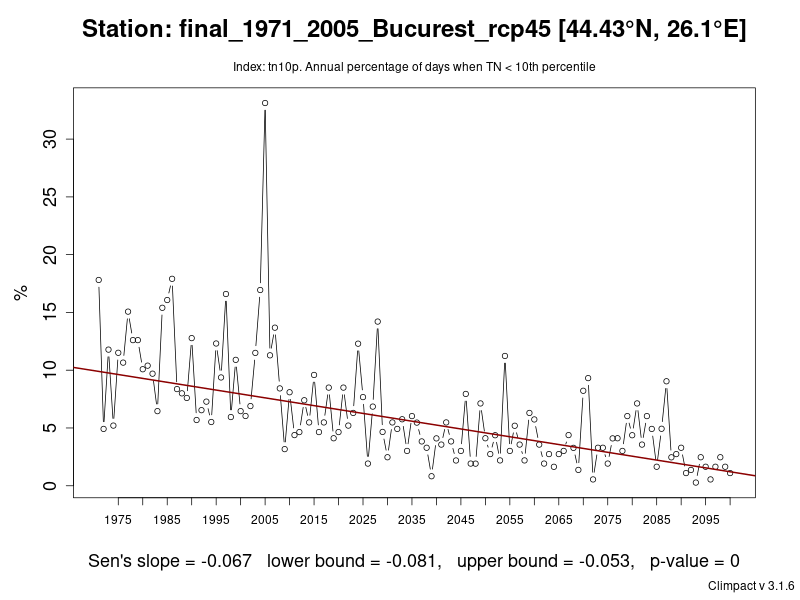 Station: final_1971_2005_Bucurest_rcp45 [44.43°N, 26.1°E]
Index: tn10p. Annual percentage of days when TN < 10th percentile
30
25
20
15
10
5
0
%
1975 1985 1995 2005 2015 2025 2035 2045 2055 2065 2075 2085 2095
Sen's slope = -0.067 lower bound = -0.081, upper bound = -0.053, p-value = 0
Climpact v 3.1.6